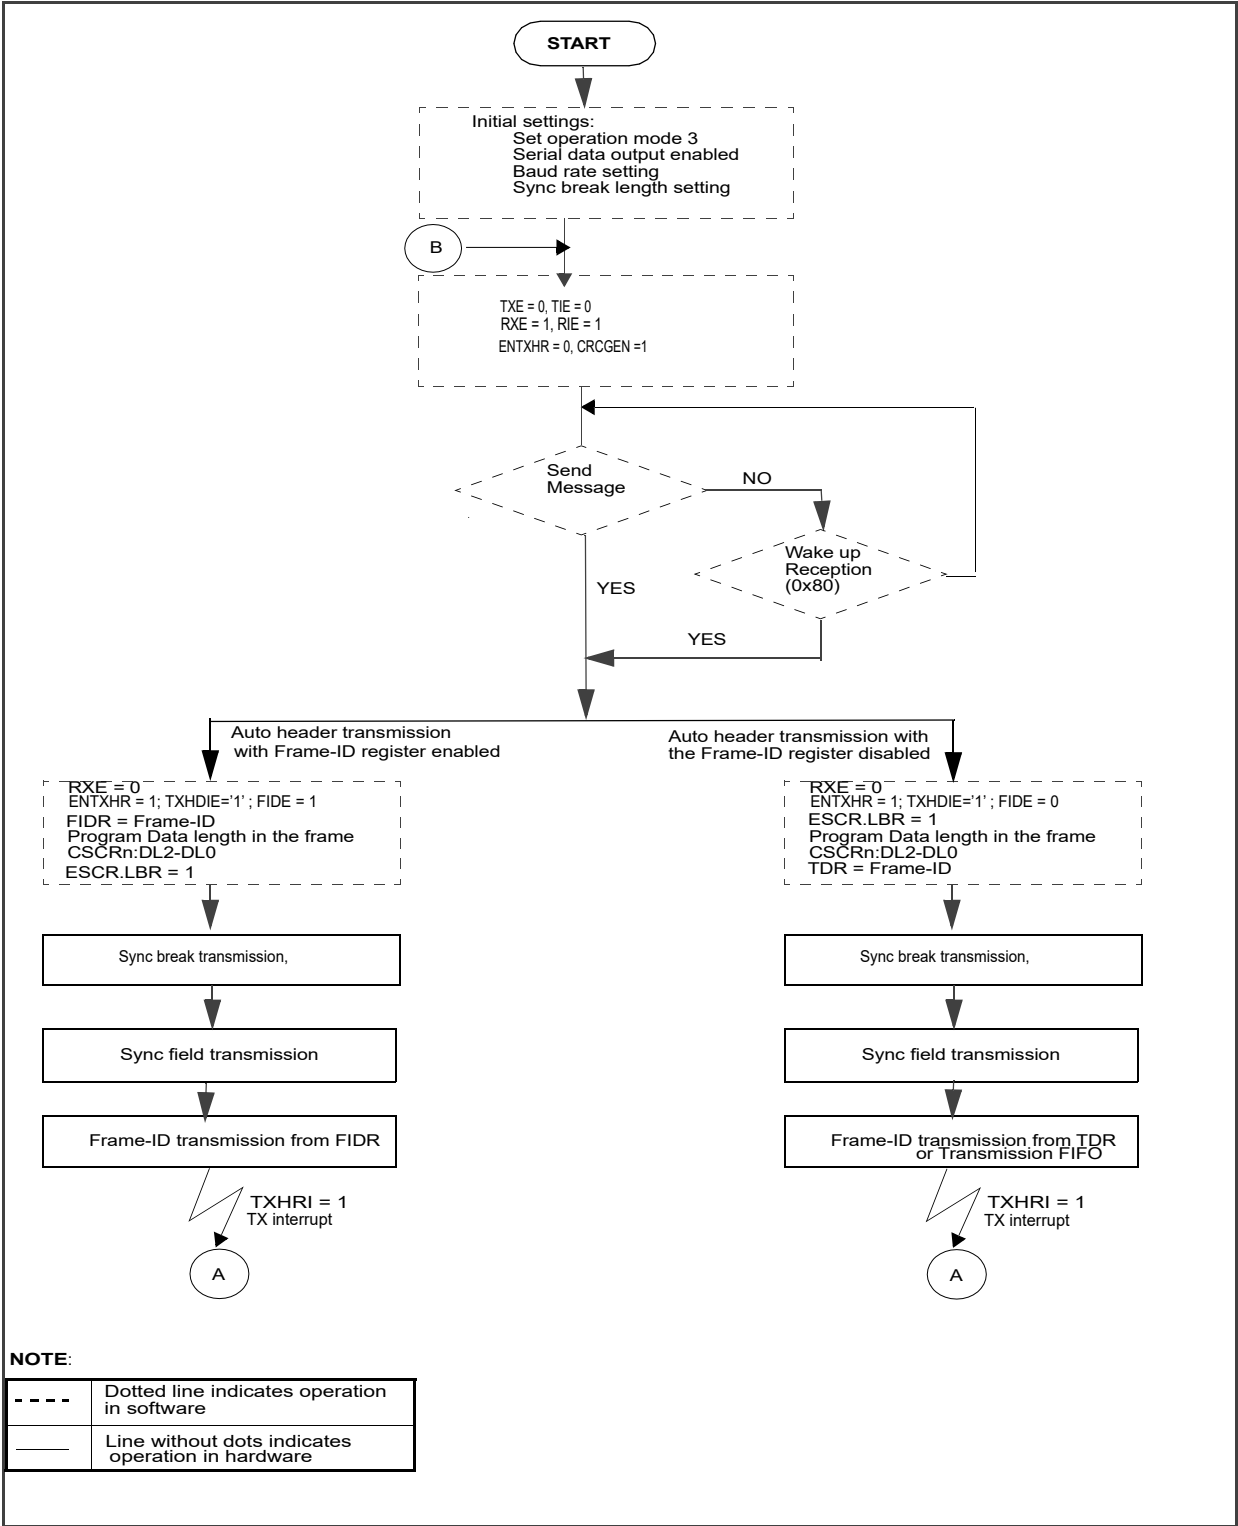 START
Initial settings:
Set operation mode 3
Serial data output enabled
Baud rate setting
Sync break length setting
B
TXE = 0, TIE = 0
RXE = 1, RIE = 1
ENTXHR = 0, CRCGEN =1
Send
Message
NO
Wake up
Reception
(0x80)
YES
YES
Auto header transmission
with Frame-ID register enabled
Auto header transmission with
the Frame-ID register disabled
RXE = 0
ENTXHR = 1; TXHDIE='1' ; FIDE = 1
FIDR = Frame-ID
Program Data length in the frame
CSCRn:DL2-DL0
ESCR.LBR = 1
RXE = 0
ENTXHR = 1; TXHDIE='1' ; FIDE = 0
ESCR.LBR = 1
Program Data length in the frame
CSCRn:DL2-DL0
TDR = Frame-ID
Sync break transmission,
Sync break transmission,
Sync field transmission
Sync field transmission
Frame-ID transmission from FIDR
Frame-ID transmission from TDR
or Transmission FIFO
TXHRI = 1
TX interrupt
TXHRI = 1
TX interrupt
A
A
NOTE:
Dotted line indicates operation
in software
Line without dots indicates
operation in hardware